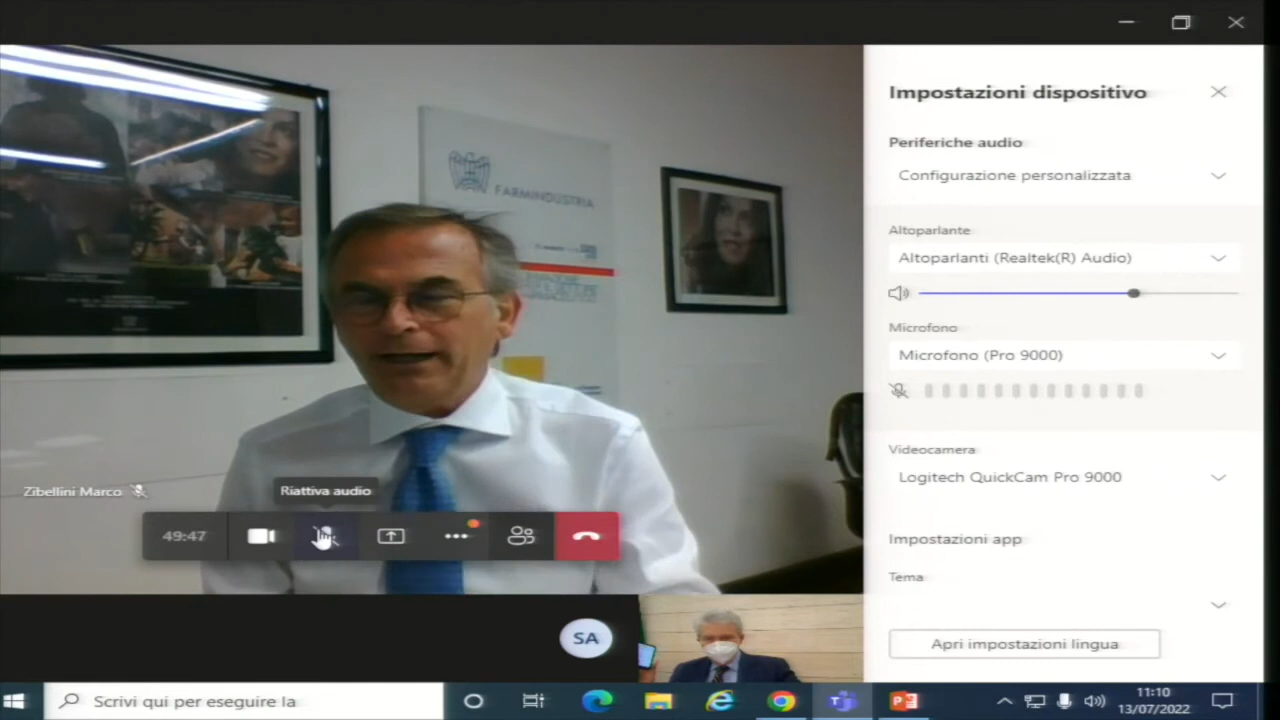 Impostazioni dispositivo
Periferiche audio
Configurazione personalizzata
Altoparlante
Altoparlanti (Realtek(R) Audio)
Microfono
Microfono (Pro 9000)
Videocamera
Logitech QuickCam Pro 9000
Impostazioni app
Tema
Apri impostazioni lingua
FARMINDUSTRIA
Zibellini Marco
Riattiva audio
49:47
SA
Scrivi qui per eseguire la
11:10
13/07/2022